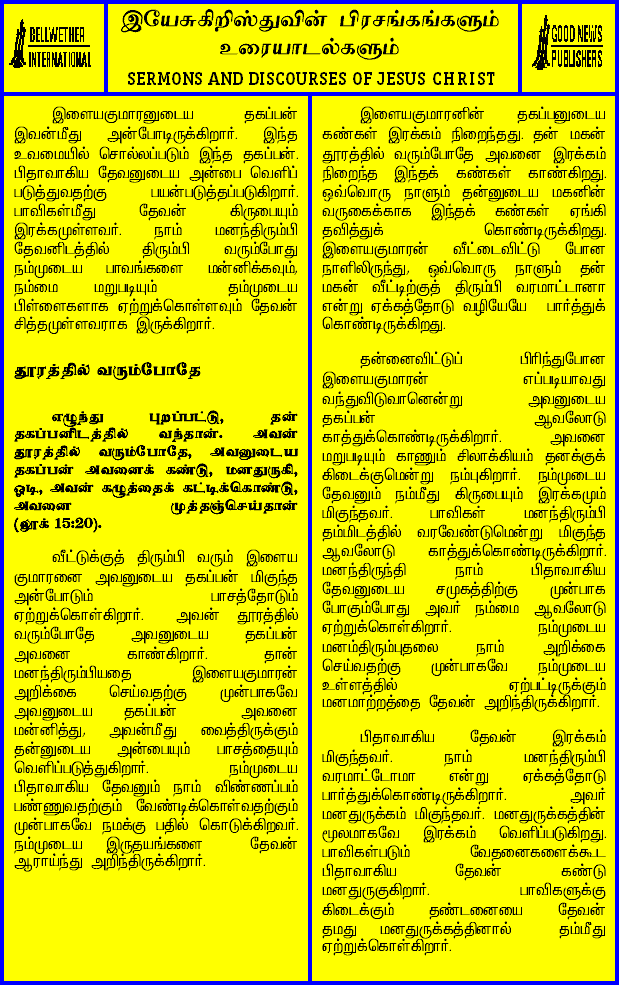 BELLWETHER
INTERNATIONAL
இயேசுகிறிஸ்துவின் பிரசங்கங்களும்
உரையாடல்களும்
SERMONS AND DISCOURSES OF JESUS CHRIST
GOOD NEWS
PUBLISHERS
இளையகுமாரனுடைய தகப்பன்
இவன்மீது அன்போடிருக்கிறார். இந்த
உவமையில் சொல்லப்படும் இந்த தகப்பன்.
பிதாவாகிய தேவனுடைய அன்பை வெளிப்
படுத்துவதற்கு பயன்படுத்தப்படுகிறார்.
பாவிகள்மீது தேவன் கிருபையும்
இரக்கமுள்ளவர். நாம் மனந்திரும்பி
தேவனிடத்தில் திரும்பி வரும்போது
நம்முடைய பாவங்களை மன்னிக்கவும்,
நம்மை மறுபடியும் தம்முடைய
பிள்ளைகளாக ஏற்றுக்கொள்ளவும் தேவன்
சித்தமுள்ளவராக இருக்கிறார்.
தூரத்தில் வரும்போதே
எழுந்து புறப்பட்டு, தன்
தகப்பனிடத்தில் வந்தான். அவன்
தூரத்தில் வரும்போதே, அவனுடைய
தகப்பன் அவனைக் கண்டு, மனதுருகி,
ஓடி, அவன் கழுத்தைக் கட்டிக்கொண்டு,
அவனை முத்தஞ்செய்தான்
(லூக் 15:20).
வீட்டுக்குத் திரும்பி வரும் இளைய
குமாரனை அவனுடைய தகப்பன் மிகுந்த
அன்போடும் பாசத்தோடும்
ஏற்றுக்கொள்கிறார். அவன் தூரத்தில்
வரும்போதே அவனுடைய தகப்பன்
அவனை காண்கிறார். தான்
மனந்திரும்பியதை இளையகுமாரன்
அறிக்கை செய்வதற்கு முன்பாகவே
அவனுடைய தகப்பன் அவனை
மன்னித்து, அவன்மீது வைத்திருக்கும்
தன்னுடைய அன்பையும் பாசத்தையும்
வெளிப்படுத்துகிறார். நம்முடைய
பிதாவாகிய தேவனும் நாம் விண்ணப்பம்
பண்ணுவதற்கும் வேண்டிக்கொள்வதற்கும்
முன்பாகவே நமக்கு பதில் கொடுக்கிறவர்.
நம்முடைய இருதயங்களை தேவன்
ஆராய்ந்து அறிந்திருக்கிறார்.
இளையகுமாரனின் தகப்பனுடைய
கண்கள் இரக்கம் நிறைந்தது. தன் மகன்
தூரத்தில் வரும்போதே அவனை இரக்கம்
நிறைந்த இந்தக் கண்கள் காண்கிறது.
ஒவ்வொரு நாளும் தன்னுடைய மகனின்
வருகைக்காக இந்தக் கண்கள் ஏங்கி
தவித்துக் கொண்டிருக்கிறது.
இளையகுமாரன் வீட்டைவிட்டு போன
நாளிலிருந்து, ஒவ்வொரு நாளும் தன்
மகன் வீட்டிற்குத் திரும்பி வரமாட்டானா
என்று ஏக்கத்தோடு வழியேயே பார்த்துக்
கொண்டிருக்கிறது.
தன்னைவிட்டுப் பிரிந்துபோன
இளையகுமாரன் எப்படியாவது
வந்துவிடுவானென்று அவனுடைய
தகப்பன் ஆவலோடு
காத்துக்கொண்டிருக்கிறார். அவனை
மறுபடியும் காணும் சிலாக்கியம் தனக்குக்
கிடைக்குமென்று நம்புகிறார். நம்முடைய
தேவனும் நம்மீது கிருபையும் இரக்கமும்
மிகுந்தவர். பாவிகள் மனந்திரும்பி
தம்மிடத்தில் வரவேண்டுமென்று மிகுந்த
ஆவலோடு காத்துக்கொண்டிருக்கிறார்.
மனந்திருந்தி நாம் பிதாவாகிய
தேவனுடைய சமுகத்திற்கு முன்பாக
போகும்போது அவர் நம்மை ஆவலோடு
ஏற்றுக்கொள்கிறார். நம்முடைய
மனம்திரும்புதலை நாம் அறிக்கை
செய்வதற்கு முன்பாகவே நம்முடைய
உள்ளத்தில் ஏற்பட்டிருக்கும்
மனமாற்றத்தை தேவன் அறிந்திருக்கிறார்.
பிதாவாகிய தேவன் இரக்கம்
மிகுந்தவர். நாம் மனந்திரும்பி
வரமாட்டோமா என்று ஏக்கத்தோடு
பார்த்துக்கொண்டிருக்கிறார். அவர்
மனதுருக்கம் மிகுந்தவர். மனதுருக்கத்தின்
மூலமாகவே இரக்கம் வெளிப்படுகிறது.
பாவிகள்படும் வேதனைகளைக்கூட
பிதாவாகிய தேவன் கண்டு
மனதுருகுகிறார். பாவிகளுக்கு
கிடைக்கும் தண்டனையை தேவன்
தமது மனதுருக்கத்தினால் தம்மீது
ஏற்றுக்கொள்கிறார்.